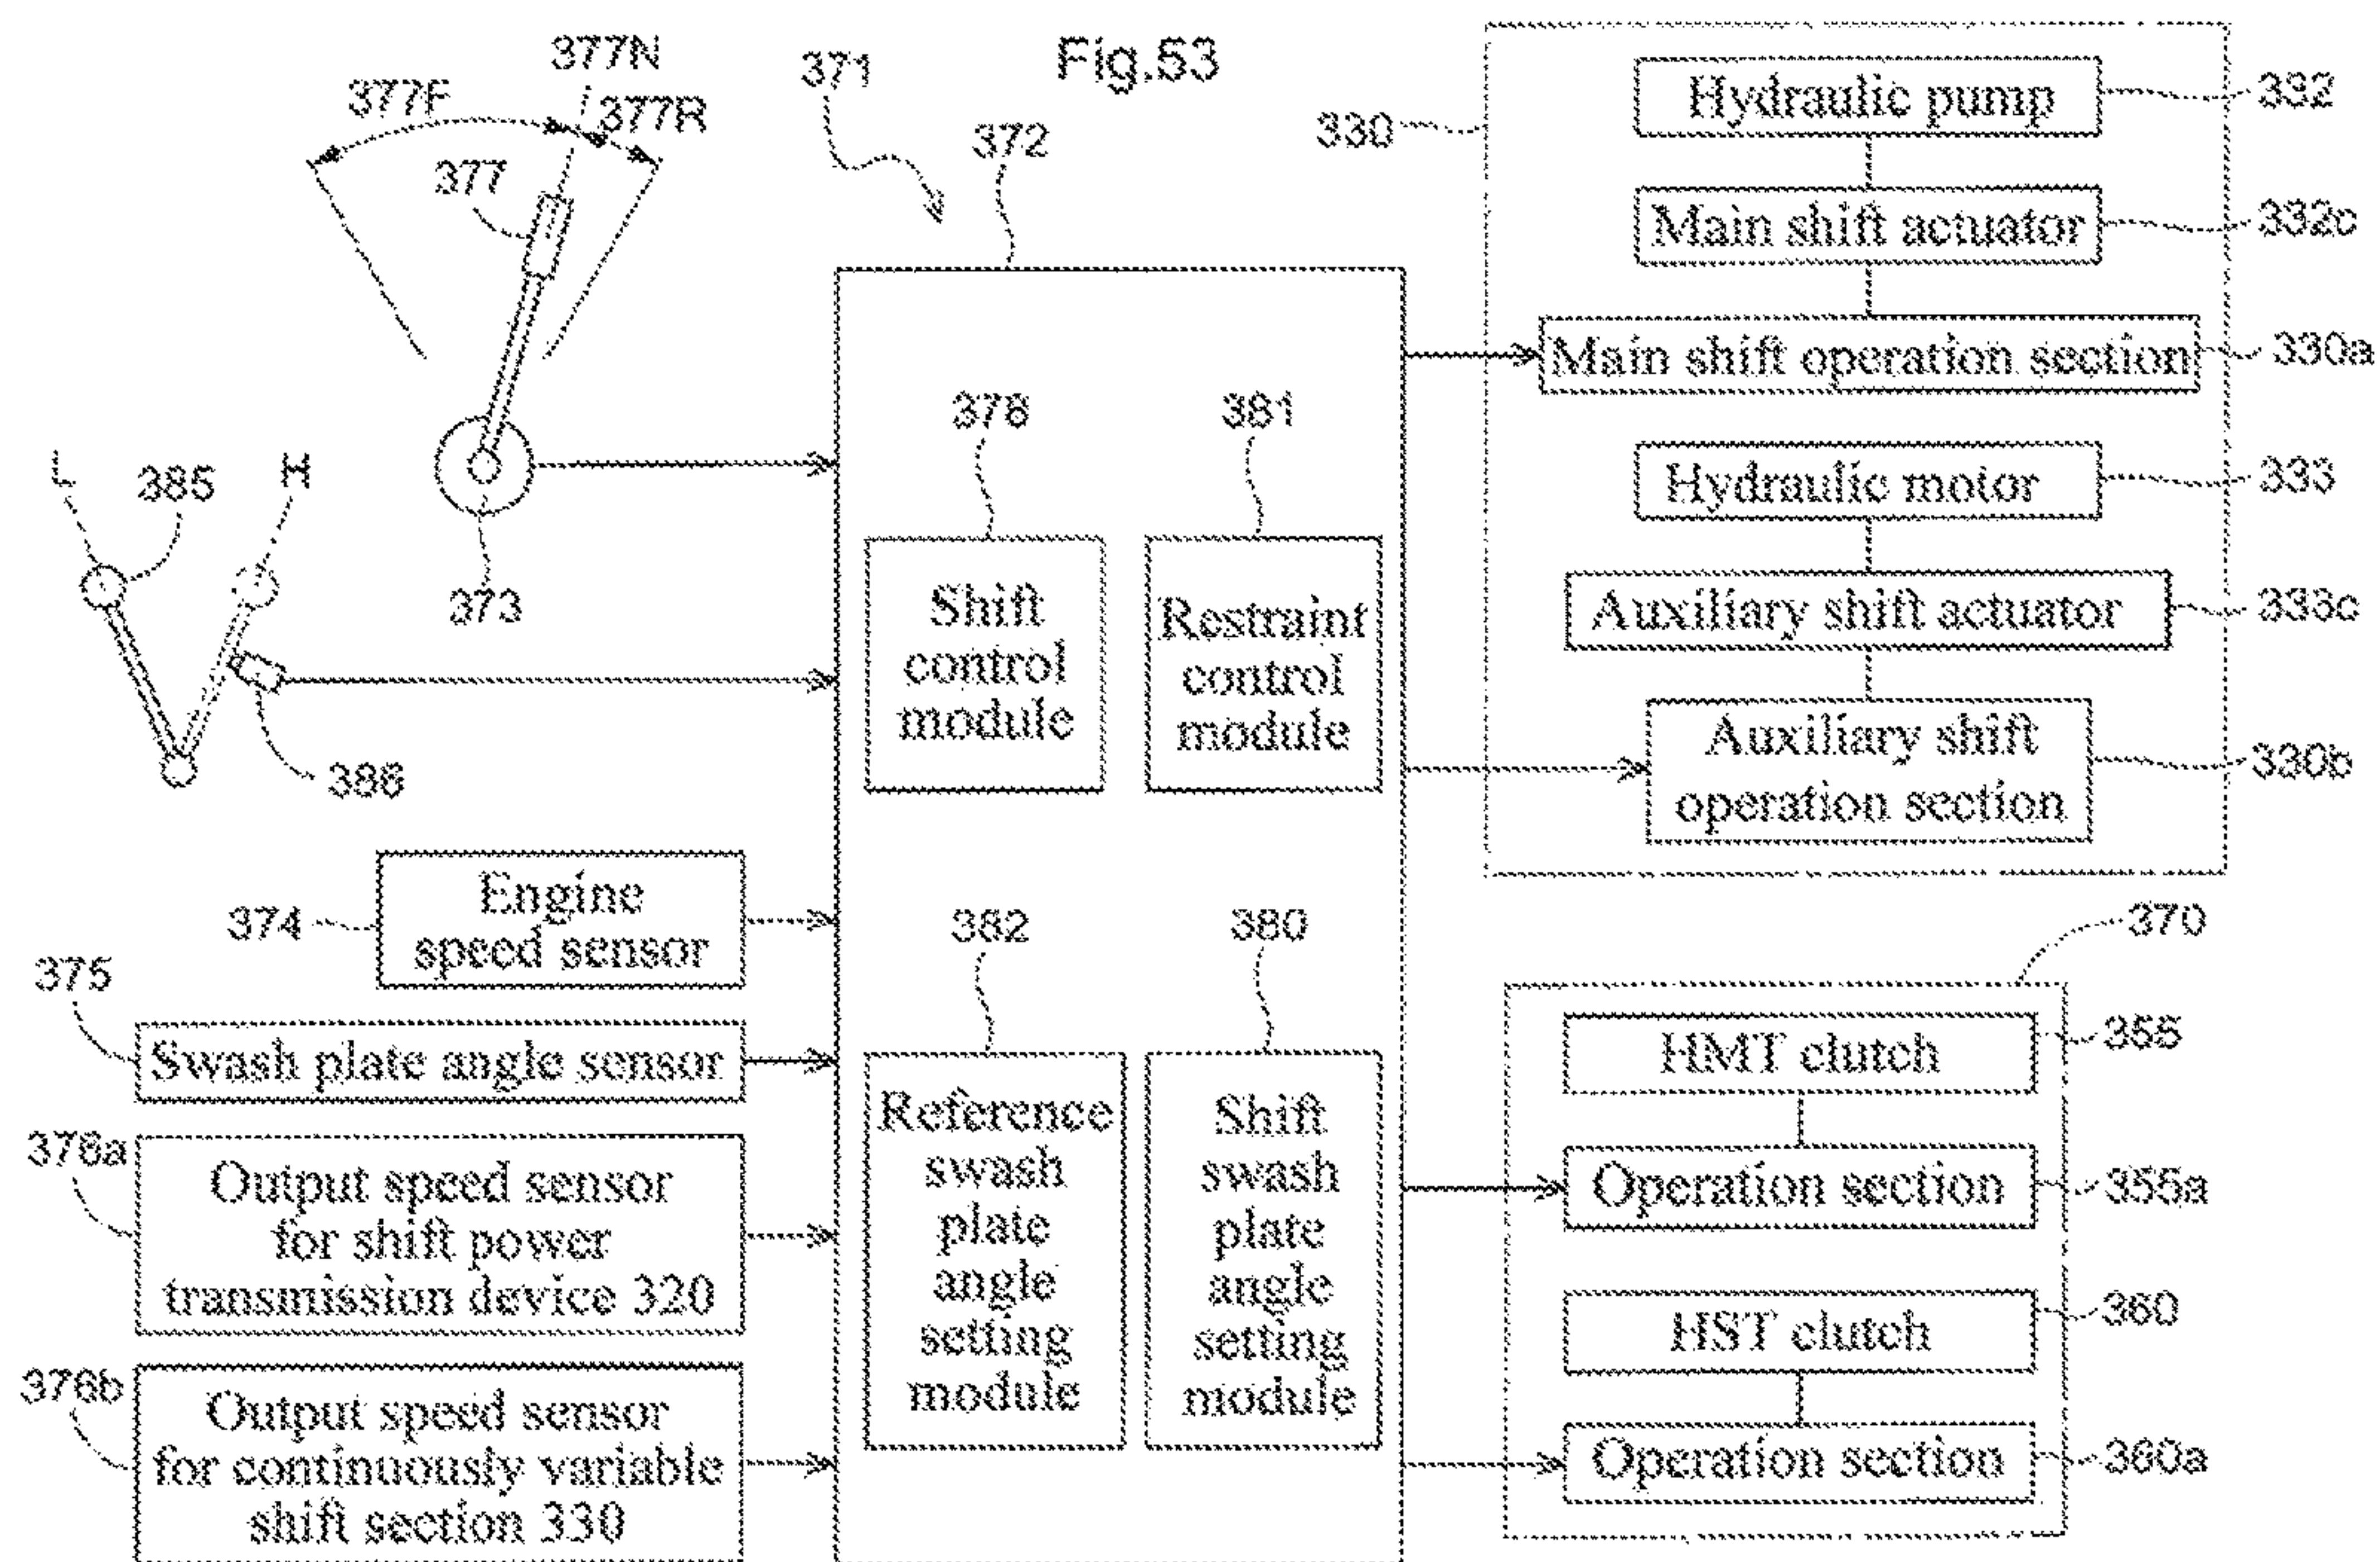 Fig.53
377N
377F
377R
377
371
372
373
L
385
H
386
374
Engine
speed sensor
375
Swash plate angle sensor
376a
Output speed sensor
for shift power
transmission device 320
376b
Output speed sensor
for continuously variable
shift section 330
378
Shift
control
module
381
Restraint
control
module
382
Reference
swash
plate
angle
setting
module
380
Shift
swash
plate
angle
setting
module
330
Hydraulic pump
332
Main shift actuator
332c
Main shift operation section
330a
Hydraulic motor
333
Auxiliary shift actuator
333c
Auxiliary shift
operation section
330b
370
HMT clutch
355
Operation section
355a
HST clutch
360
Operation section
360a